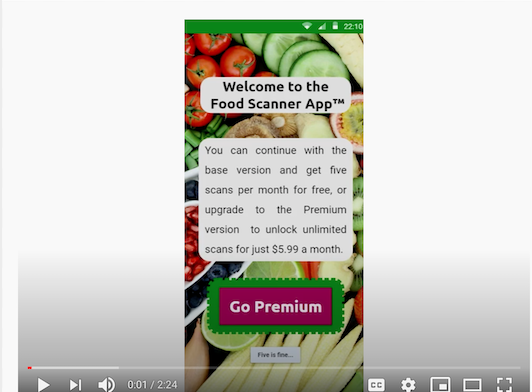 22:10
Welcome to the
Food Scanner App™
You can continue with the
base version and get five
scans per month for free, or
upgrade to the Premium
version to unlock unlimited
scans for just $5.99 a month.
Go Premium
Five is fine...
0:01 / 2:24
CC